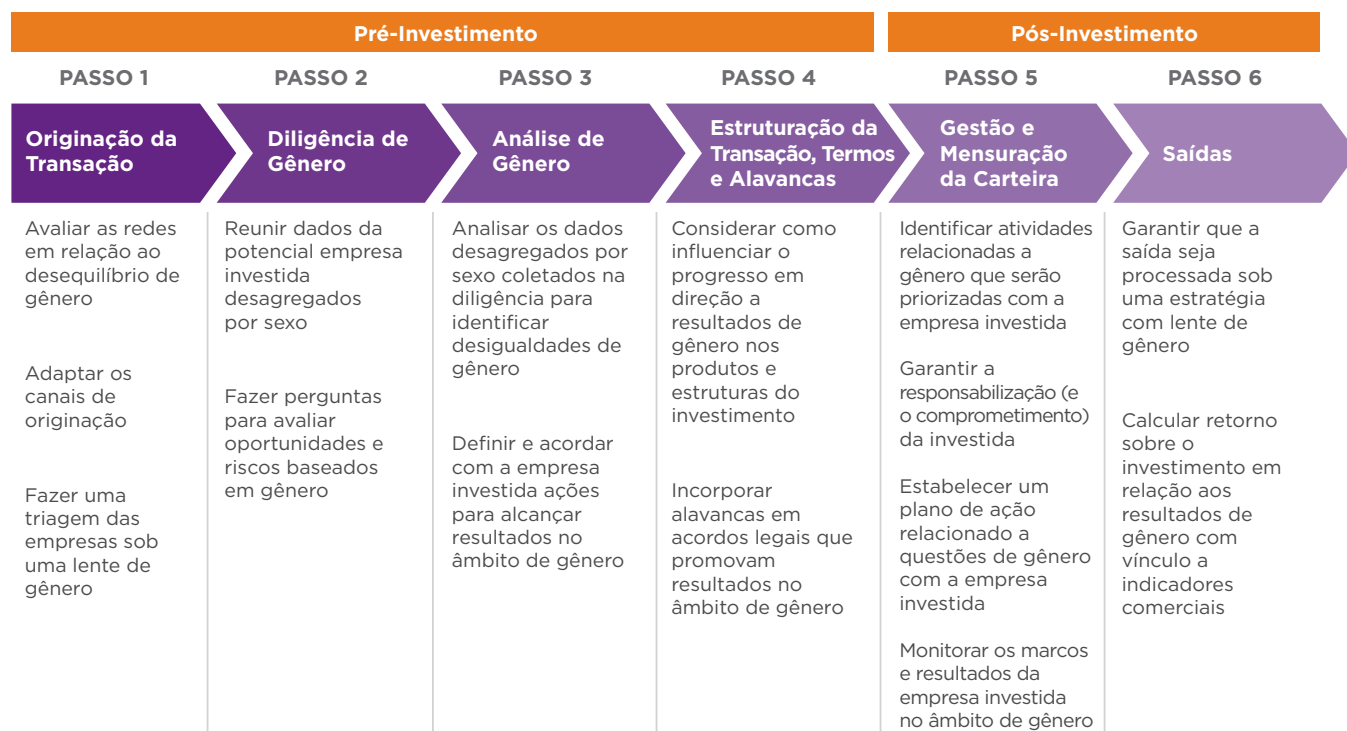 Pré-Investimento
Pós-Investimento
PASSO 1
PASSO 2
PASSO 3
PASSO 4
PASSO 5
PASSO 6
Originação da
Transação
Diligência de
Gênero
Análise de
Gênero
Estruturação da
Transação, Termos
e Alavancas
Gestão e
Mensuração
da Carteira
Saídas
Avaliar as redes
em relação ao
desequilíbrio de
gênero
Adaptar os
canais de
originação
Fazer uma
triagem das
empresas sob
uma lente de
gênero
Reunir dados da
potencial empresa
investida
desagregados
por sexo
Fazer perguntas
para avaliar
oportunidades e
riscos baseados
em gênero
Analisar os dados
desagregados por
sexo coletados na
diligência para
identificar
desigualdades de
gênero
Definir e acordar
com a empresa
investida ações
para alcançar
resultados no
âmbito de gênero
Considerar como
influenciar o
progresso em
direção a
resultados de
gênero nos
produtos e
estruturas do
investimento
Incorporar
alavancas em
acordos legais que
promovam
resultados no
âmbito de gênero
Identificar atividades
relacionadas a
gênero que serão
priorizadas com a
empresa investida
Garantir a
responsabilização (e
o comprometimento)
da investida
Estabelecer um
plano de ação
relacionado a
questões de gênero
com a empresa
investida
Monitorar os marcos
e resultados da
empresa investida
no âmbito de gênero
Garantir que a
saída seja
processada sob
uma estratégia
com lente de
gênero
Calcular retorno
sobre o
investimento em
relação aos
resultados de
gênero com
vínculo a
indicadores
comerciais